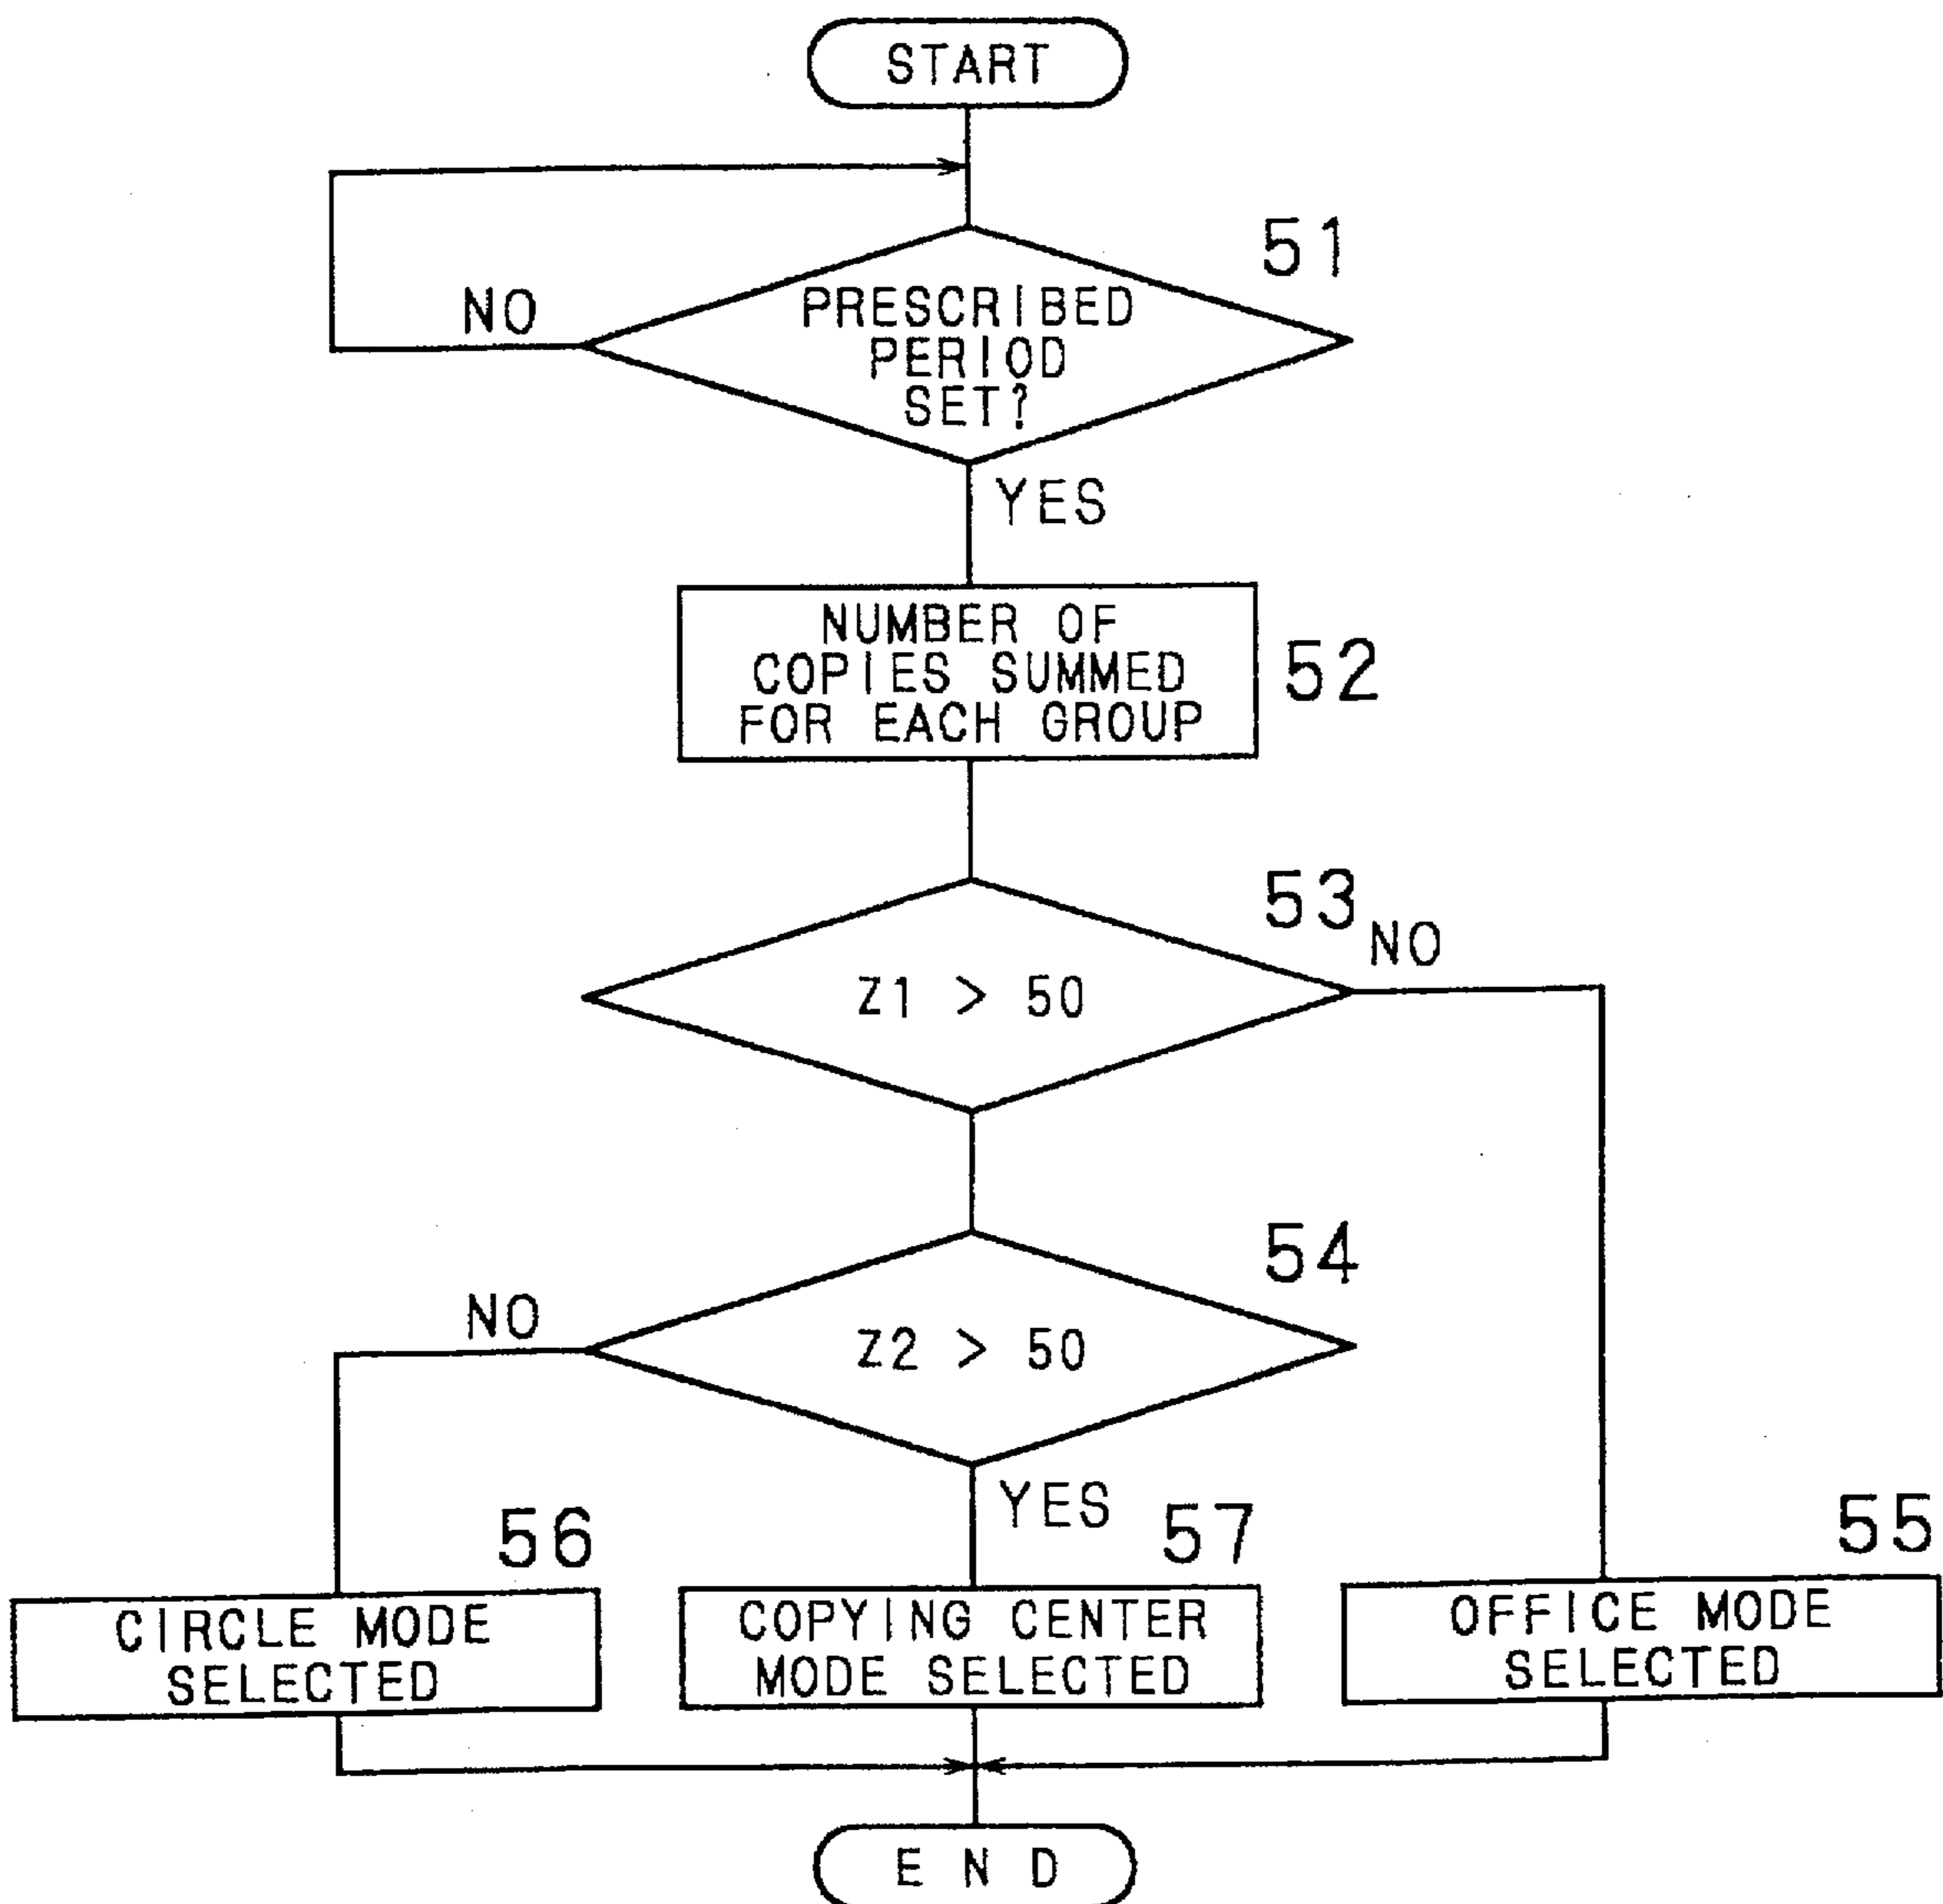 START
51
NO
PRESCRIBED
PERIOD
SET?
YES
NUMBER OF
COPIES SUMMED
FOR EACH GROUP
52
53
NO
Z1 > 50
54
NO
Z2 > 50
YES
56
57
55
CIRCLE MODE
SELECTED
COPYING CENTER
MODE SELECTED
OFFICE MODE
SELECTED
END